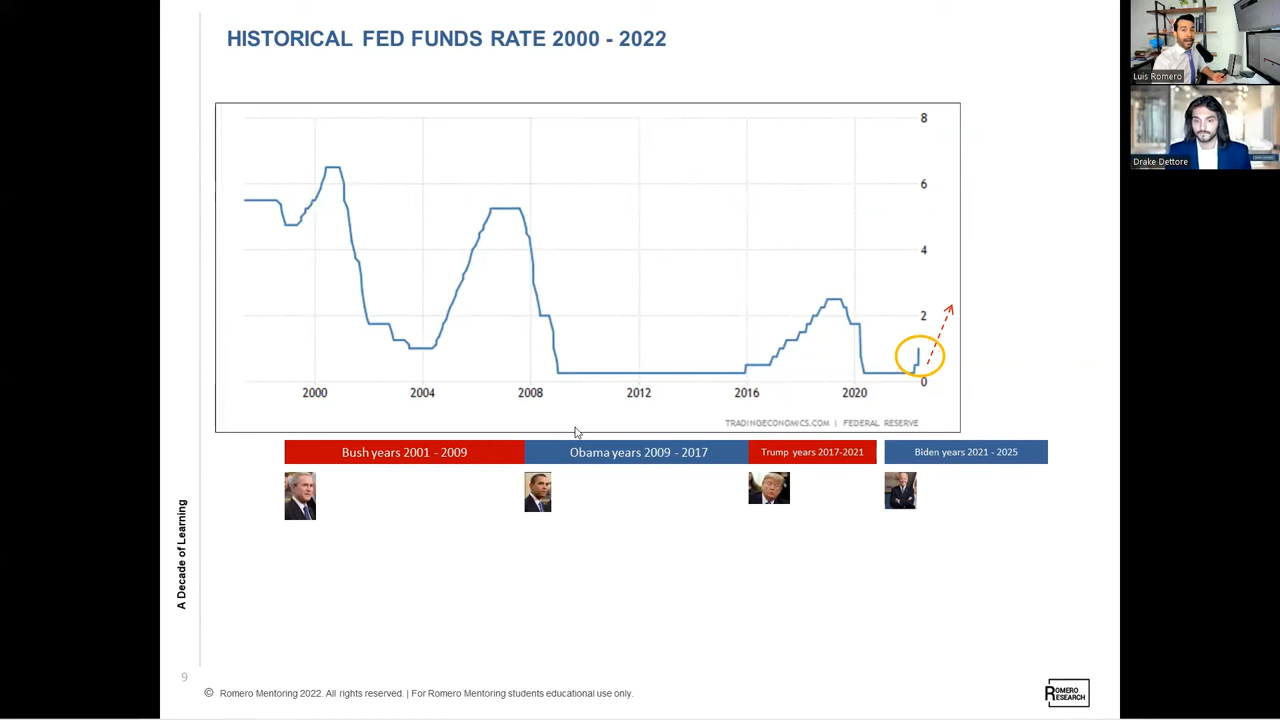 HISTORICAL FED FUNDS RATE 2000 - 2022
Luis Romero
Drake Dettore
8
6
4
2
0
2000 2004 2008 2012 2016 2020
TRADINGECONOMICS.COM | FEDERAL RESERVE
Bush years 2001 - 2009
Obama years 2009 - 2017
Trump years 2017-2021
Biden years 2021 - 2025
A Decade of Learning
9
© Romero Mentoring 2022. All rights reserved. | For Romero Mentoring students educational use only.
ROMERO
RESEARCH